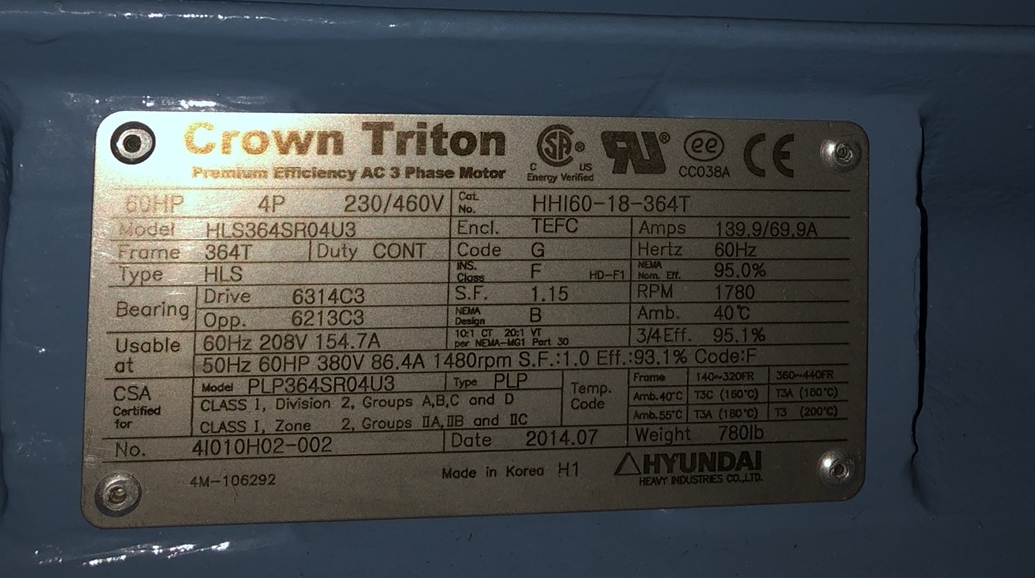 Crown Triton
Premium Efficiency AC 3 Phase Motor
C US
Energy Verified
CC038A
60HP 4P 230/460V Cat. No. HHI60-18-364T
Model HLS364SR04U3 Encl. TEFC Amps 139.9/69.9A
Frame 364T Duty CONT Code G Hertz 60Hz
Type HLS INS. Class F HD-F1 NEMA Nom. Eff. 95.0%
Bearing Drive 6314C3 S.F. 1.15 RPM 1780
Opp. 6213C3 NEMA Design B Amb. 40℃
Usable at 60Hz 208V 154.7A 10:1 CT 20:1 VT per NEMA-MG1 Part 30 3/4 Eff. 95.1%
50Hz 60HP 380V 86.4A 1480rpm S.F.:1.0 Eff.:93.1% Code:F
CSA Certified for Model PLP364SR04U3 Type PLP Temp. Code Frame 140~320FR 360~440FR
CLASS I, Division 2, Groups A,B,C and D Amb.40℃ T3C (160℃) T3A (180℃)
CLASS I, Zone 2, Groups IIA,IIB and IIC Amb.55℃ T3A (180℃) T3 (200℃)
No. 4I010H02-002 Date 2014.07 Weight 780lb
4M-106292 Made in Korea H1 HYUNDAI
HEAVY INDUSTRIES CO.,LTD.